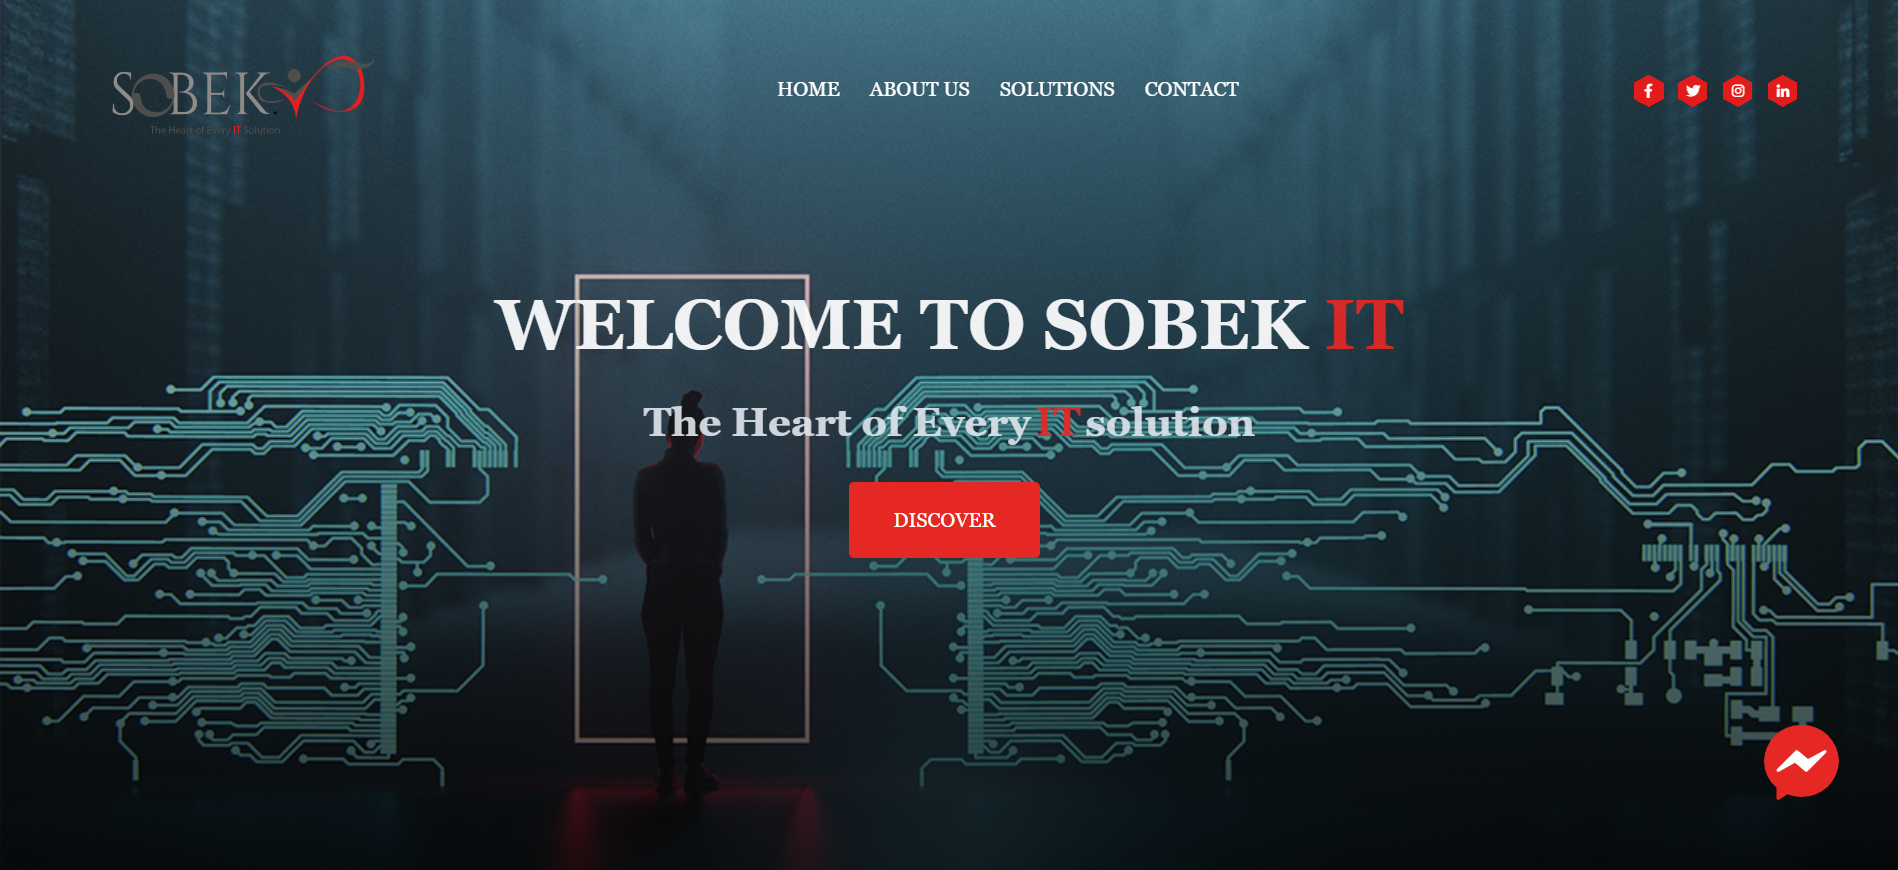 SOBEK
The Heart of Every IT Solution
HOME ABOUT US SOLUTIONS CONTACT
WELCOME TO SOBEK IT
The Heart of Every IT solution
DISCOVER